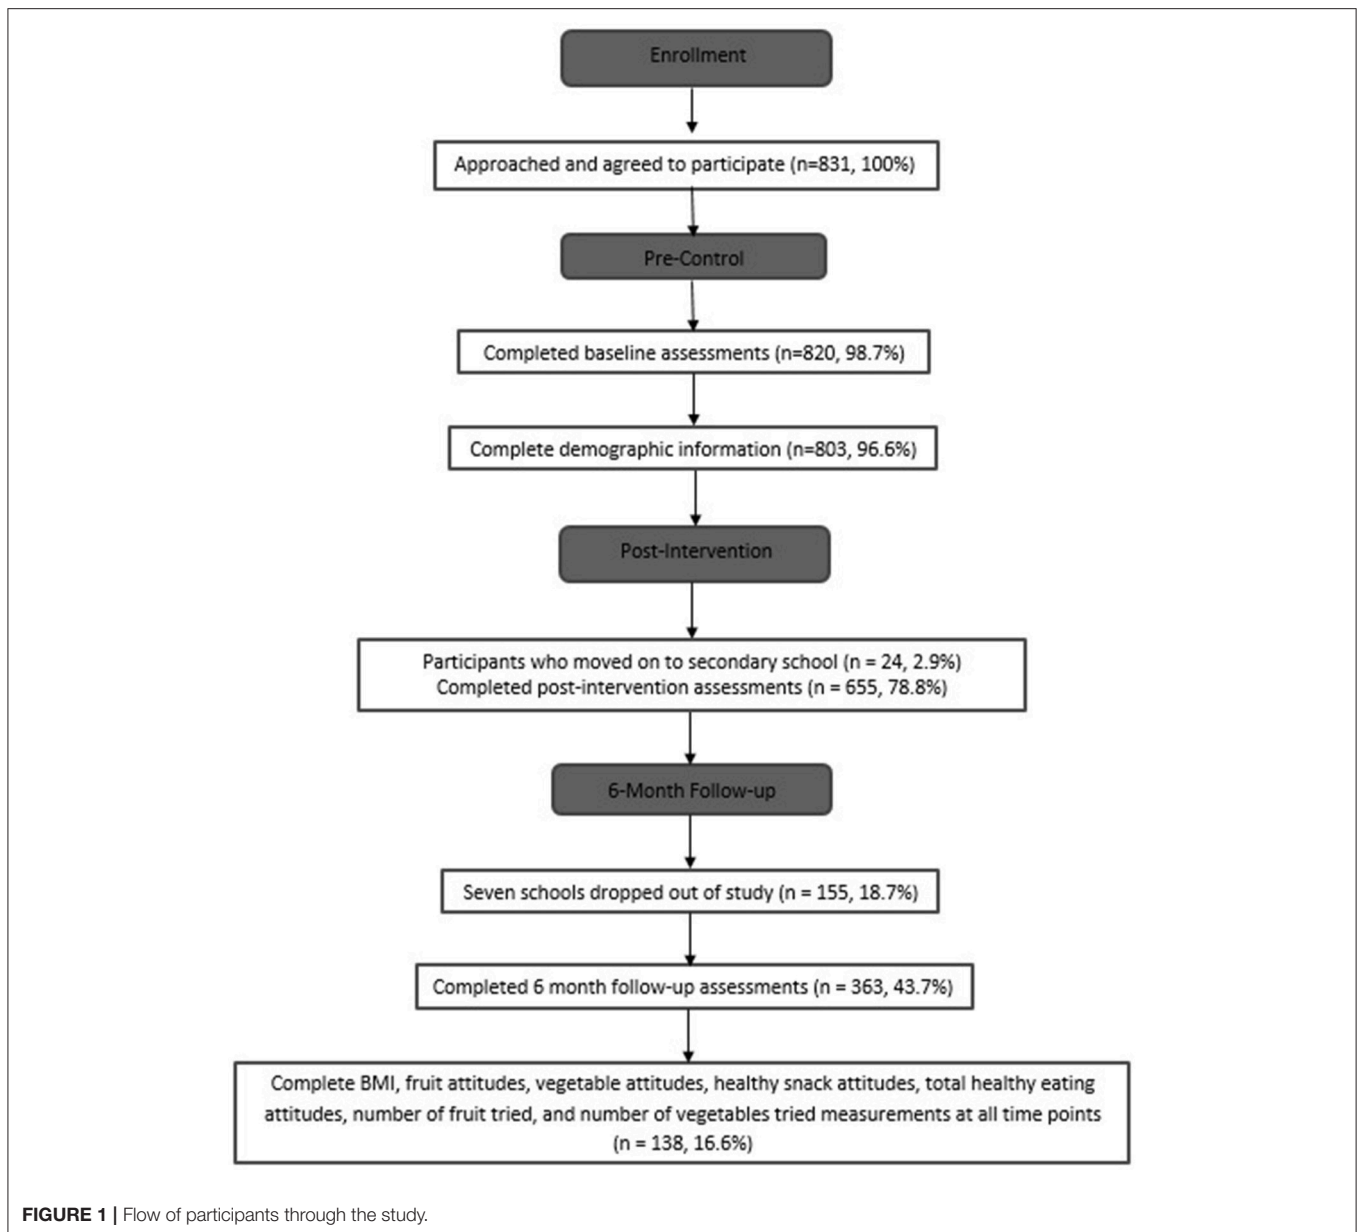 Enrollment
Approached and agreed to participate (n=831, 100%)
Pre-Control
Completed baseline assessments (n=820, 98.7%)
Complete demographic information (n=803, 96.6%)
Post-Intervention
Participants who moved on to secondary school (n = 24, 2.9%)
Completed post-intervention assessments (n = 655, 78.8%)
6-Month Follow-up
Seven schools dropped out of study (n = 155, 18.7%)
Completed 6 month follow-up assessments (n = 363, 43.7%)
Complete BMI, fruit attitudes, vegetable attitudes, healthy snack attitudes, total healthy eating
attitudes, number of fruit tried, and number of vegetables tried measurements at all time points
(n = 138, 16.6%)
FIGURE 1 | Flow of participants through the study.